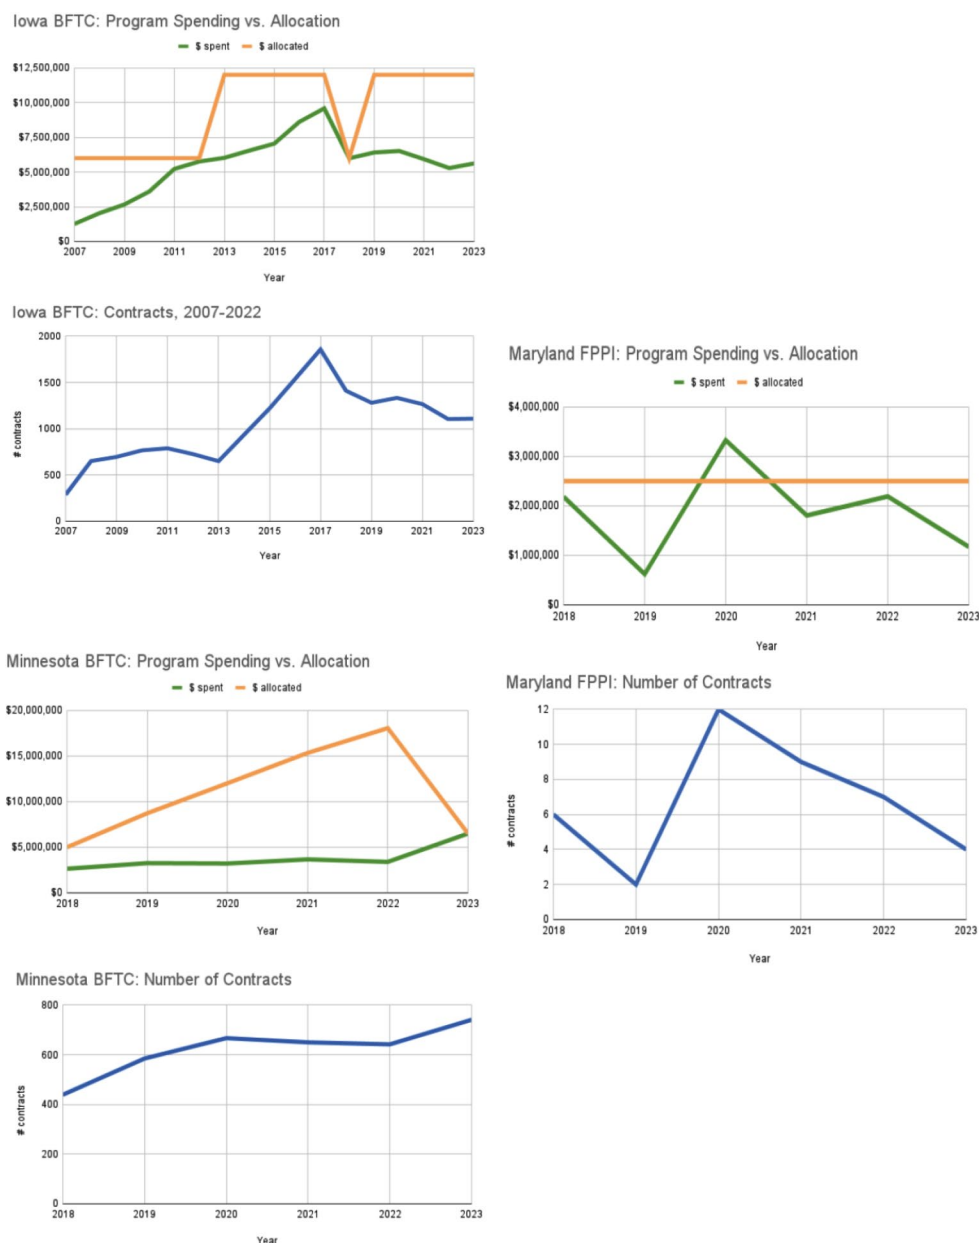 Iowa BFTC: Program Spending vs. Allocation
$ spent $ allocated
$12,500,000
$10,000,000
$7,500,000
$5,000,000
$2,500,000
$0
2007 2009 2011 2013 2015 2017 2019 2021 2023
Year
Iowa BFTC: Contracts, 2007-2022
# contracts
2000
1500
1000
500
0
2007 2009 2011 2013 2015 2017 2019 2021 2023
Year
Maryland FPPI: Program Spending vs. Allocation
$ spent $ allocated
$4,000,000
$3,000,000
$2,000,000
$1,000,000
$0
2018 2019 2020 2021 2022 2023
Year
Minnesota BFTC: Program Spending vs. Allocation
$ spent $ allocated
$20,000,000
$15,000,000
$10,000,000
$5,000,000
$0
2018 2019 2020 2021 2022 2023
Year
Maryland FPPI: Number of Contracts
# contracts
12
10
8
6
4
2
0
2018 2019 2020 2021 2022 2023
Year
Minnesota BFTC: Number of Contracts
# contracts
800
600
400
200
0
2018 2019 2020 2021 2022 2023
Year